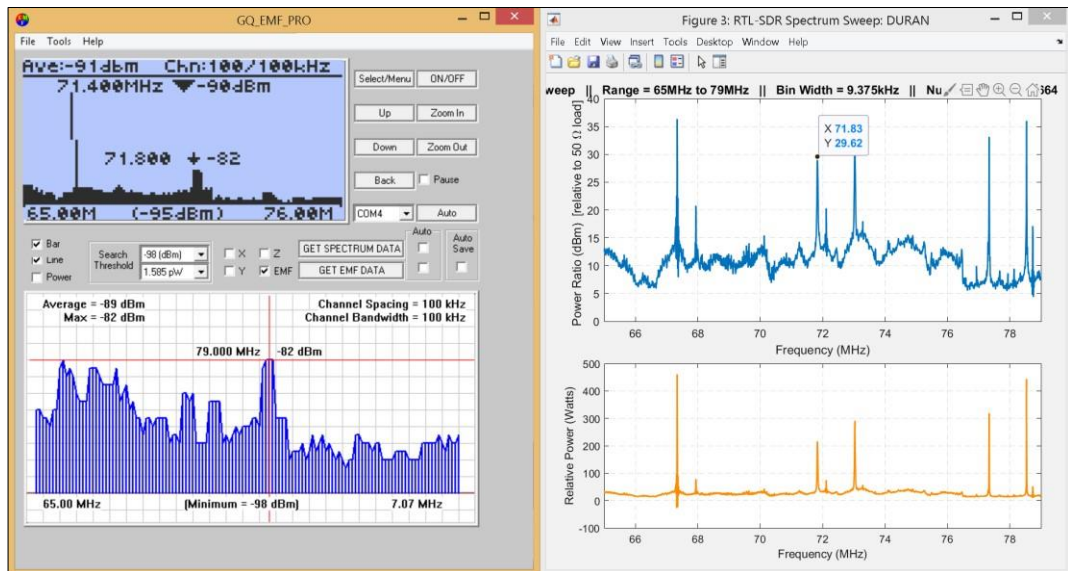 GQ_EMF_PRO
File Tools Help
Ave:-91dbm Chn:100/100kHz
71.400MHz -90dBm
71.800 -82
65.00M (-95dBm) 76.00M
Select/Menu ON/OFF
Up Zoom In
Down Zoom Out
Back Pause
COM4 Auto
Bar
Line
Power
Search Threshold
-98 (dBm)
1.585 pW
X Z
Y EMF
GET SPECTRUM DATA
GET EMF DATA
Auto
Auto Save
Average = -89 dBm Channel Spacing = 100 kHz
Max = -82 dBm Channel Bandwidth = 100 kHz
79.000 MHz -82 dBm
65.00 MHz (Minimum = -98 dBm) 7.07 MHz
Figure 3: RTL-SDR Spectrum Sweep: DURAN
File Edit View Insert Tools Desktop Window Help
weep || Range = 65MHz to 79MHz || Bin Width = 9.375kHz || Nu 664
Power Ratio (dBm) [relative to 50 Ω load]
40
35
30
25
20
15
10
5
0
X 71.83
Y 29.62
66 68 70 72 74 76 78
Frequency (MHz)
Relative Power (Watts)
500
400
300
200
100
0
-100
66 68 70 72 74 76 78
Frequency (MHz)